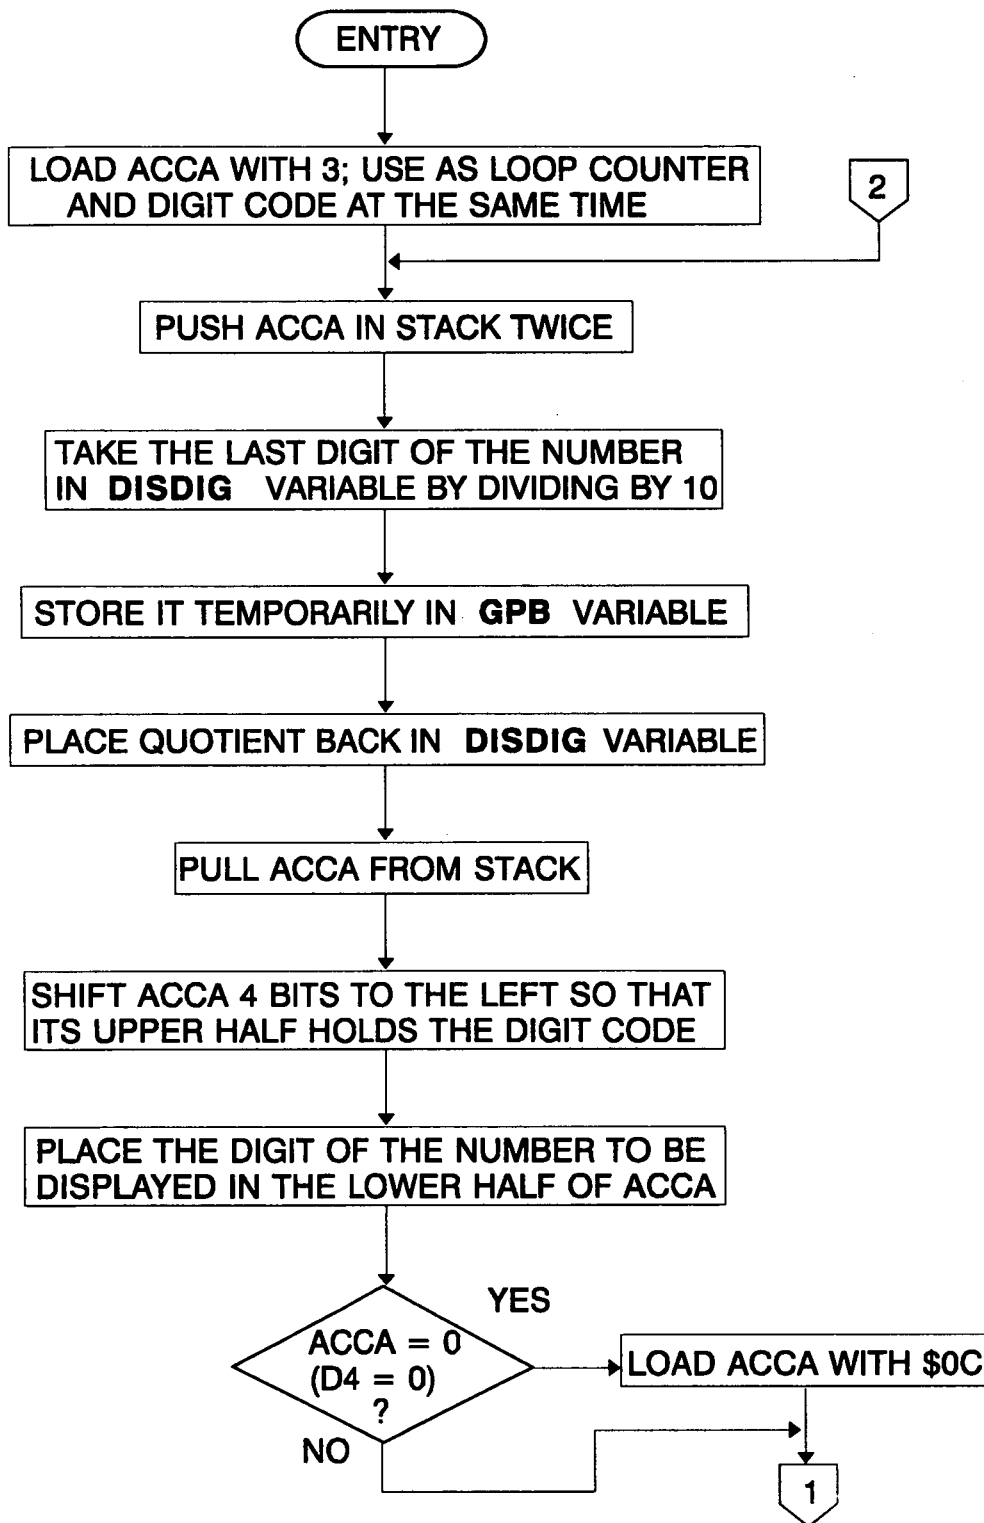 ENTRY
LOAD ACCA WITH 3; USE AS LOOP COUNTER
AND DIGIT CODE AT THE SAME TIME
2
PUSH ACCA IN STACK TWICE
TAKE THE LAST DIGIT OF THE NUMBER
IN DISDIG VARIABLE BY DIVIDING BY 10
STORE IT TEMPORARILY IN GPB VARIABLE
PLACE QUOTIENT BACK IN DISDIG VARIABLE
PULL ACCA FROM STACK
SHIFT ACCA 4 BITS TO THE LEFT SO THAT
ITS UPPER HALF HOLDS THE DIGIT CODE
PLACE THE DIGIT OF THE NUMBER TO BE
DISPLAYED IN THE LOWER HALF OF ACCA
YES
ACCA = 0
(D4 = 0)
?
LOAD ACCA WITH $0C
NO
1